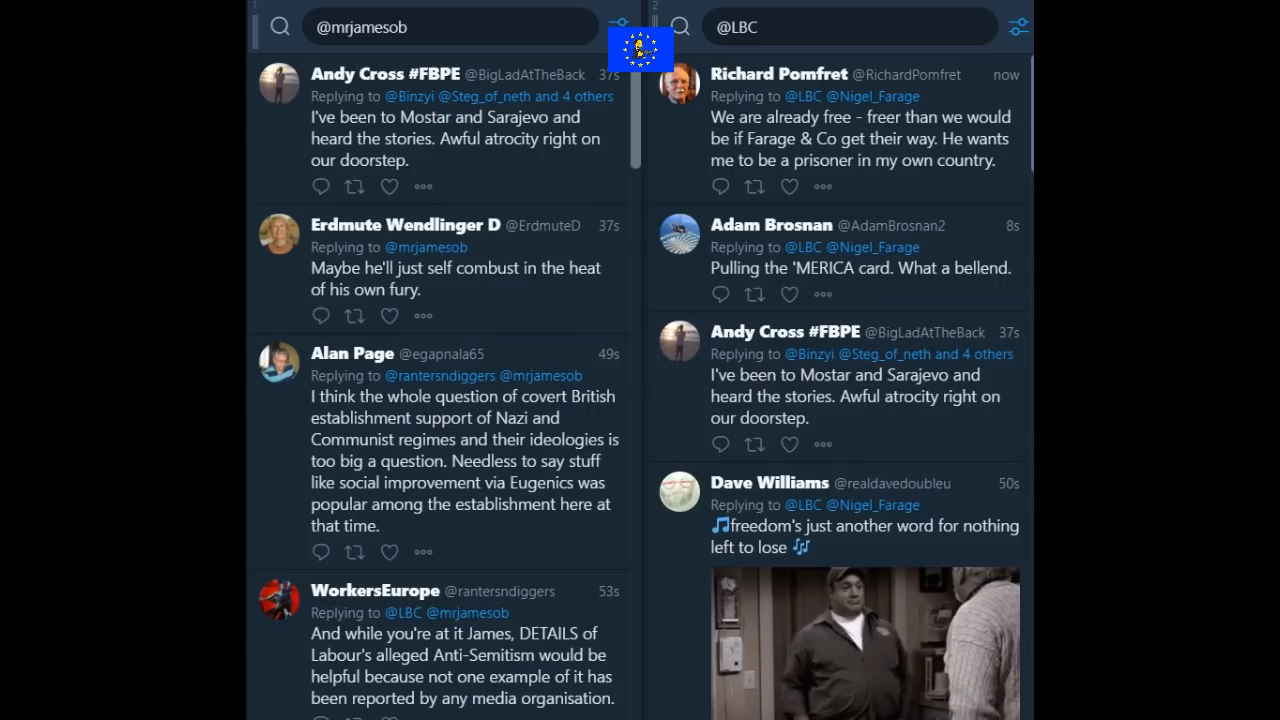 1
@mrjamesob
Andy Cross #FBPE @BigLadAtTheBack 37s
Replying to @Binzyi @Steg_of_neth and 4 others
I've been to Mostar and Sarajevo and
heard the stories. Awful atrocity right on
our doorstep.
Erdmute Wendlinger D @ErdmuteD 37s
Replying to @mrjamesob
Maybe he'll just self combust in the heat
of his own fury.
Alan Page @egapnala65 49s
Replying to @rantersndiggers @mrjamesob
I think the whole question of covert British
establishment support of Nazi and
Communist regimes and their ideologies is
too big a question. Needless to say stuff
like social improvement via Eugenics was
popular among the establishment here at
that time.
WorkersEurope @rantersndiggers 53s
Replying to @LBC @mrjamesob
And while you're at it James, DETAILS of
Labour's alleged Anti-Semitism would be
helpful because not one example of it has
been reported by any media organisation.
2
@LBC
Richard Pomfret @RichardPomfret now
Replying to @LBC @Nigel_Farage
We are already free - freer than we would
be if Farage & Co get their way. He wants
me to be a prisoner in my own country.
Adam Brosnan @AdamBrosnan2 8s
Replying to @LBC @Nigel_Farage
Pulling the 'MERICA card. What a bellend.
Andy Cross #FBPE @BigLadAtTheBack 37s
Replying to @Binzyi @Steg_of_neth and 4 others
I've been to Mostar and Sarajevo and
heard the stories. Awful atrocity right on
our doorstep.
Dave Williams @realdavedoubleu 50s
Replying to @LBC @Nigel_Farage
🎵freedom's just another word for nothing
left to lose 🎶